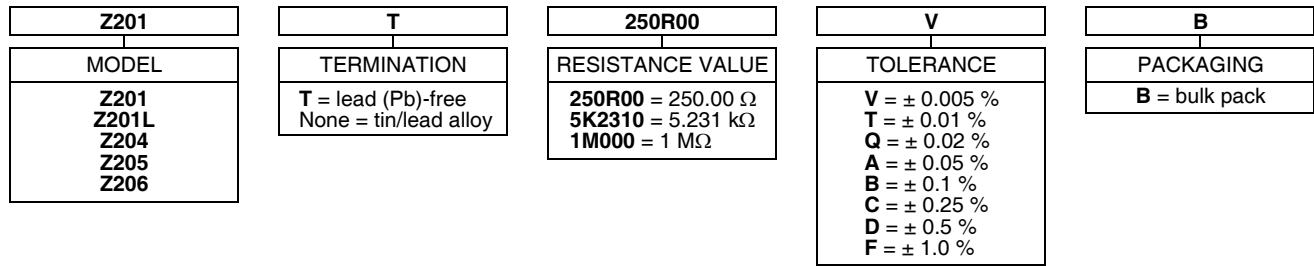 Z201
MODEL
Z201
Z201L
Z204
Z205
Z206
T
TERMINATION
T = lead (Pb)-free
None = tin/lead alloy
250R00
RESISTANCE VALUE
250R00 = 250.00 Ω
5K2310 = 5.231 kΩ
1M000 = 1 MΩ
V
TOLERANCE
V = ± 0.005 %
T = ± 0.01 %
Q = ± 0.02 %
A = ± 0.05 %
B = ± 0.1 %
C = ± 0.25 %
D = ± 0.5 %
F = ± 1.0 %
B
PACKAGING
B = bulk pack